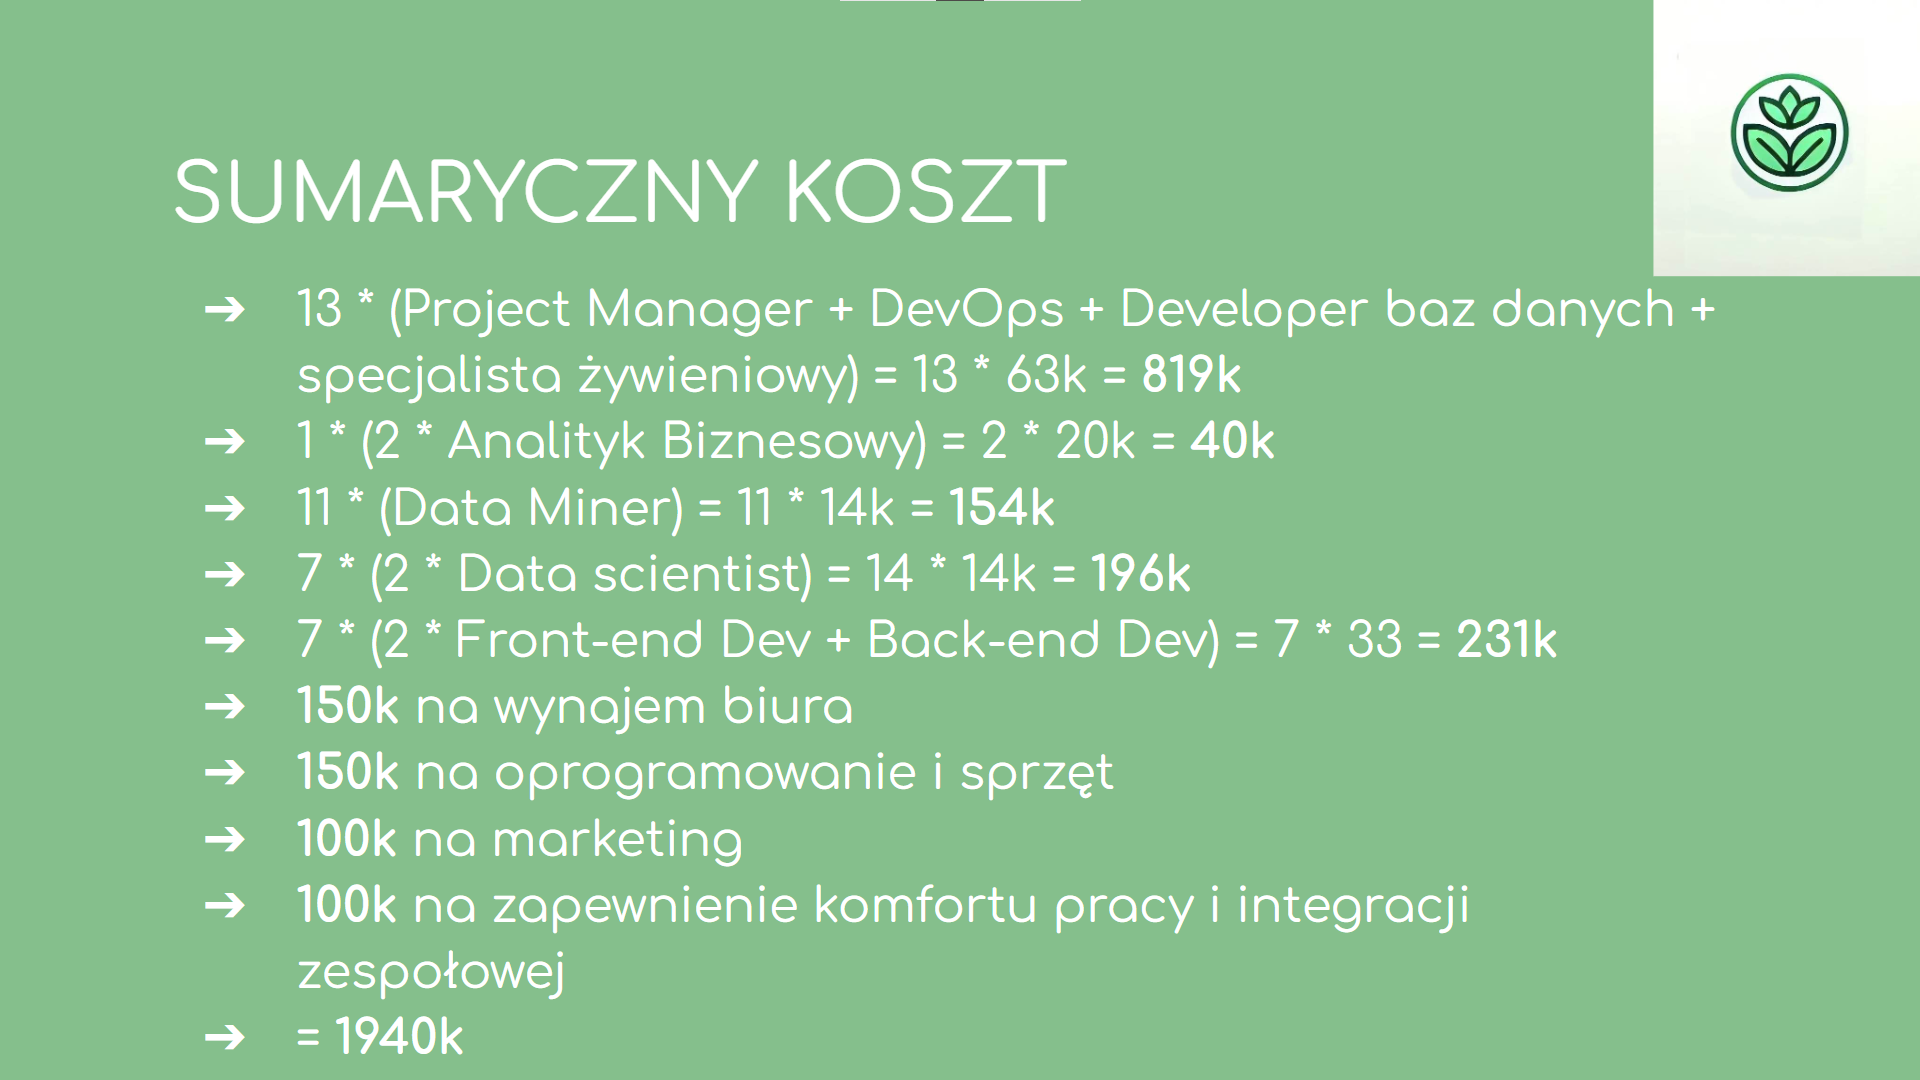 SUMARYCZNY KOSZT
➔ 13 * (Project Manager + DevOps + Developer baz danych +
specjalista żywieniowy) = 13 * 63k = 819k
➔ 1 * (2 * Analityk Biznesowy) = 2 * 20k = 40k
➔ 11 * (Data Miner) = 11 * 14k = 154k
➔ 7 * (2 * Data scientist) = 14 * 14k = 196k
➔ 7 * (2 * Front-end Dev + Back-end Dev) = 7 * 33 = 231k
➔ 150k na wynajem biura
➔ 150k na oprogramowanie i sprzęt
➔ 100k na marketing
➔ 100k na zapewnienie komfortu pracy i integracji
zespołowej
➔ = 1940k